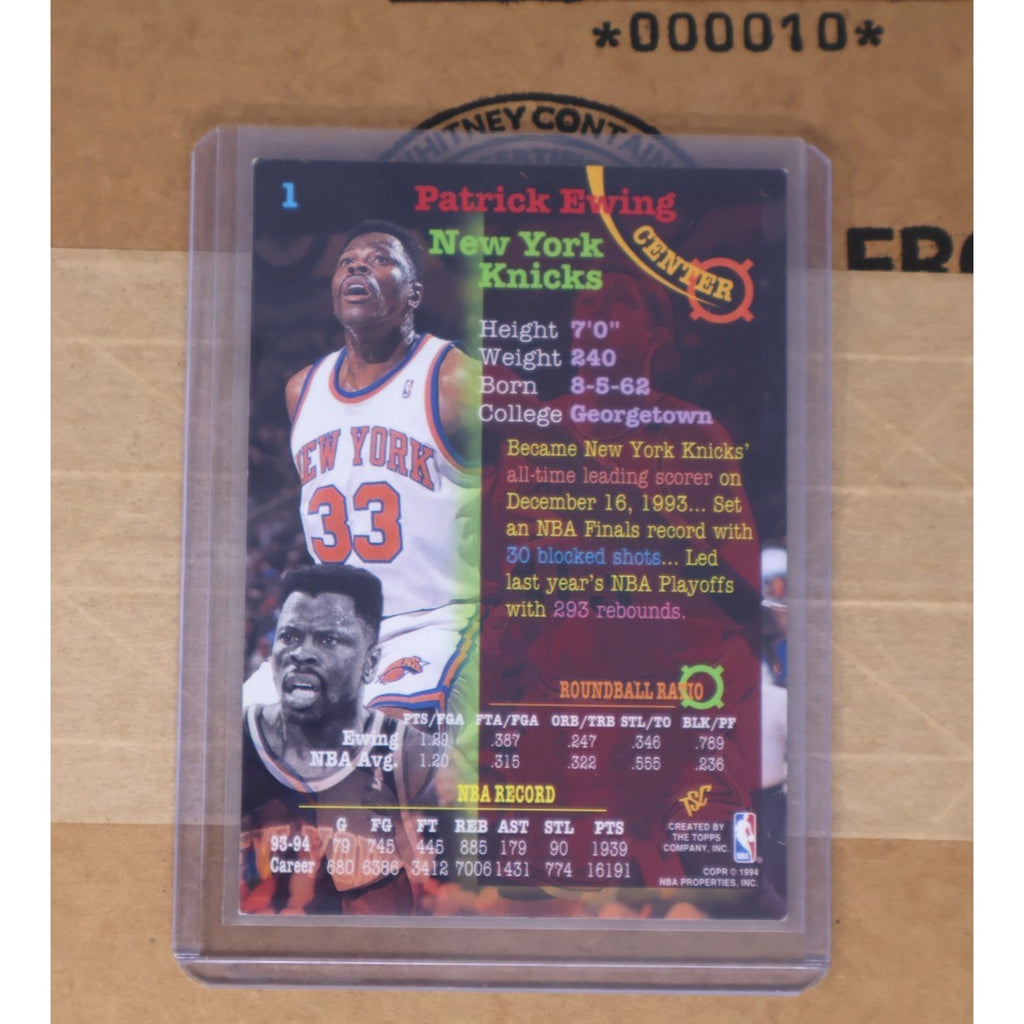 *000010*
HITNEY CONTAIN
1
Patrick Ewing
New York
Knicks
CENTER
Height 7'0"
Weight 240
Born 8-5-62
College Georgetown
Became New York Knicks'
all-time leading scorer on
December 16, 1993... Set
an NBA Finals record with
30 blocked shots... Led
last year's NBA Playoffs
with 293 rebounds.
NEW YORK
33
ROUNDBALL RATIO
PTS/FGA FTA/FGA ORB/TRB STL/TO BLK/PF
Ewing 1.29 .387 .247 .346 .789
NBA Avg. 1.20 .315 .322 .555 .236
NBA RECORD
G FG FT REB AST STL PTS
93-94 79 745 445 885 179 90 1939
Career 680 6386 3412 7006 1431 774 16191
TSC
CREATED BY
THE TOPPS
COMPANY, INC.
NBA
COPR © 1994
NBA PROPERTIES, INC.